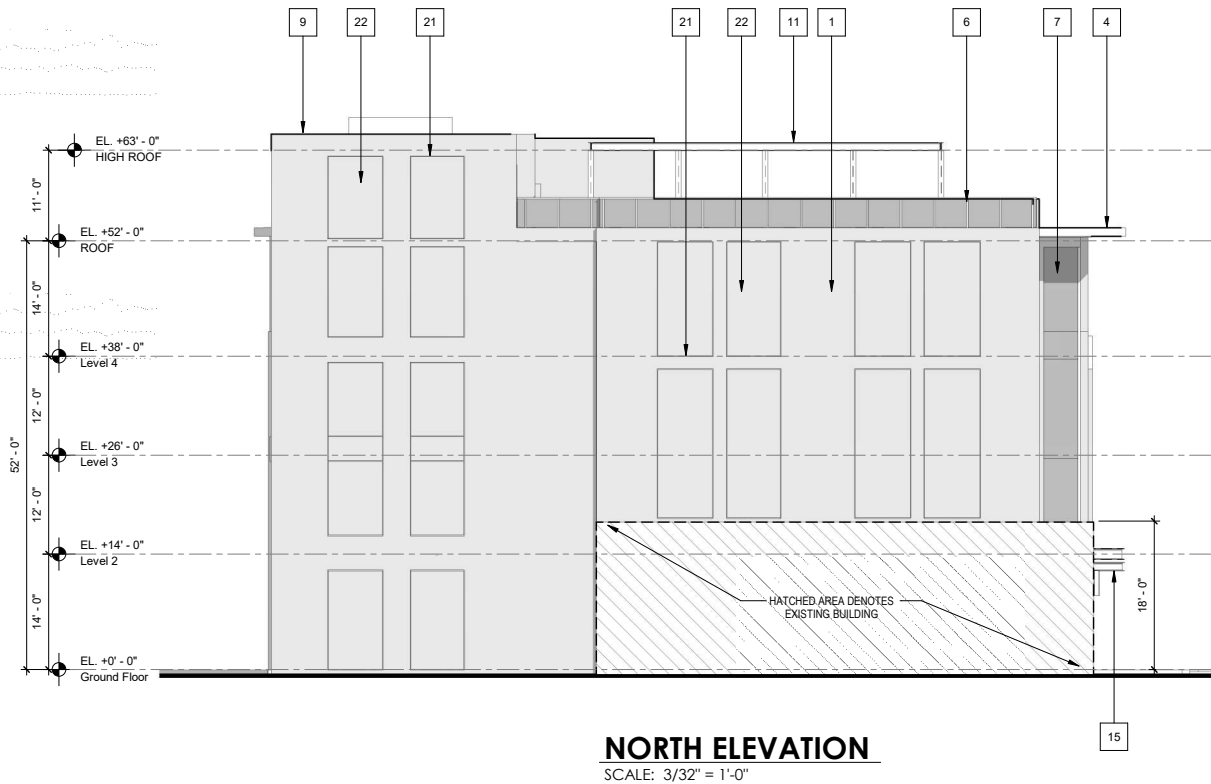 9
22
21
21
22
11
1
6
7
4
EL. +63' - 0"
HIGH ROOF
11' - 0"
EL. +52' - 0"
ROOF
14' - 0"
EL. +38' - 0"
Level 4
12' - 0"
EL. +26' - 0"
Level 3
52' - 0"
12' - 0"
EL. +14' - 0"
Level 2
14' - 0"
EL. +0' - 0"
Ground Floor
HATCHED AREA DENOTES
EXISTING BUILDING
18' - 0"
15
NORTH ELEVATION
SCALE: 3/32" = 1'-0"